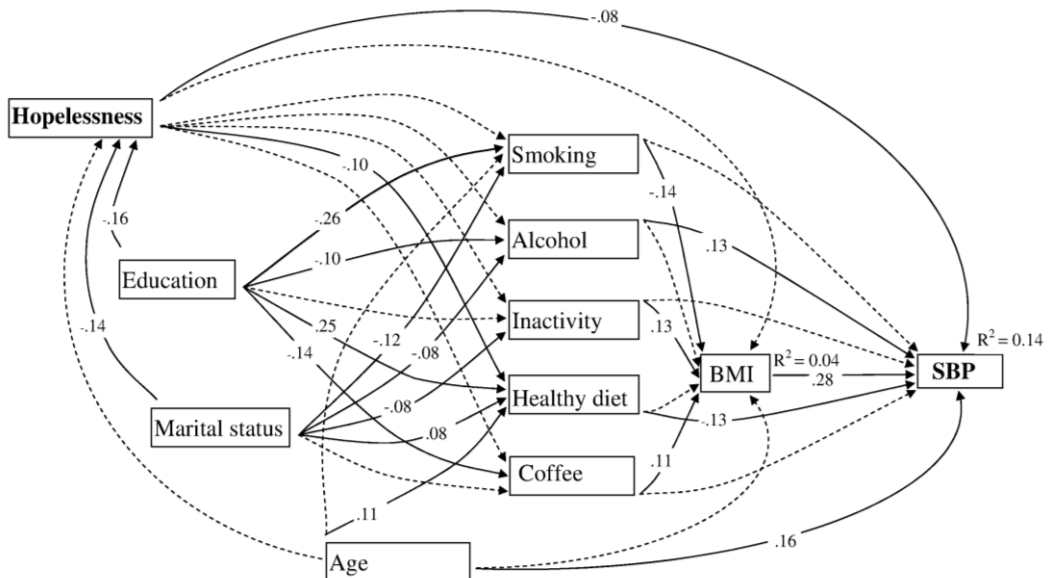 -.08
Hopelessness
-.10
Smoking
-.14
-.16
-.26
Alcohol
.13
-.10
Education
.25
Inactivity
.13
-.14
-.12
-.08
-.14
R² = 0.14
R² = 0.04
BMI
.28
SBP
-.08
Healthy diet
-.13
Marital status
.08
Coffee
.11
.11
.16
Age